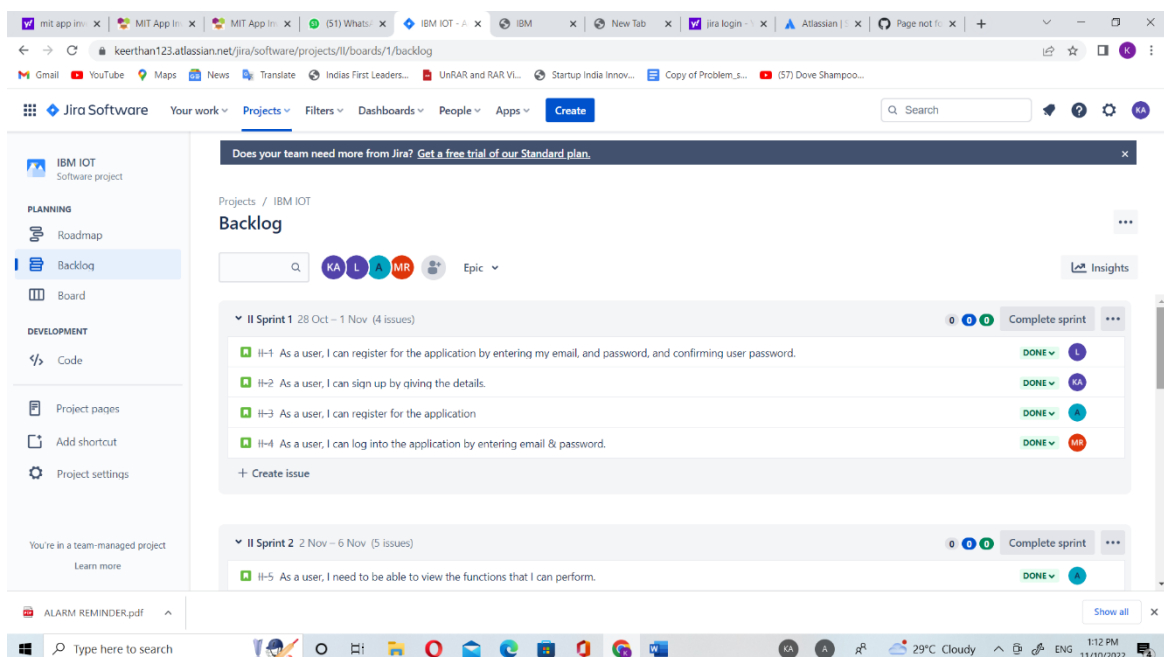 mit app inv
MIT App In
MIT App In
(51) Whats
IBM IOT - A
IBM
New Tab
jira login - Y
Atlassian | S
Page not fo
keerthan123.atlassian.net/jira/software/projects/II/boards/1/backlog
K
Gmail YouTube Maps News Translate Indias First Leaders... UnRAR and RAR Vi... Startup India Innov... Copy of Problem_s... (57) Dove Shampoo...
Jira Software Your work Projects Filters Dashboards People Apps Create Search KA
Does your team need more from Jira? Get a free trial of our Standard plan.
IBM IOT
Software project
PLANNING
Roadmap
Backlog
Board
DEVELOPMENT
Code
Project pages
Add shortcut
Project settings
You're in a team-managed project
Learn more
Projects / IBM IOT
Backlog
KA L A MR Epic Insights
II Sprint 1 28 Oct – 1 Nov (4 issues) 0 0 0 Complete sprint
II-1 As a user, I can register for the application by entering my email, and password, and confirming user password. DONE L
II-2 As a user, I can sign up by giving the details. DONE KA
II-3 As a user, I can register for the application DONE A
II-4 As a user, I can log into the application by entering email & password. DONE MR
+ Create issue
II Sprint 2 2 Nov – 6 Nov (5 issues) 0 0 0 Complete sprint
II-5 As a user, I need to be able to view the functions that I can perform. DONE A
ALARM REMINDER.pdf Show all
Type here to search KA A 29°C Cloudy ENG 1:12 PM
11/10/2022